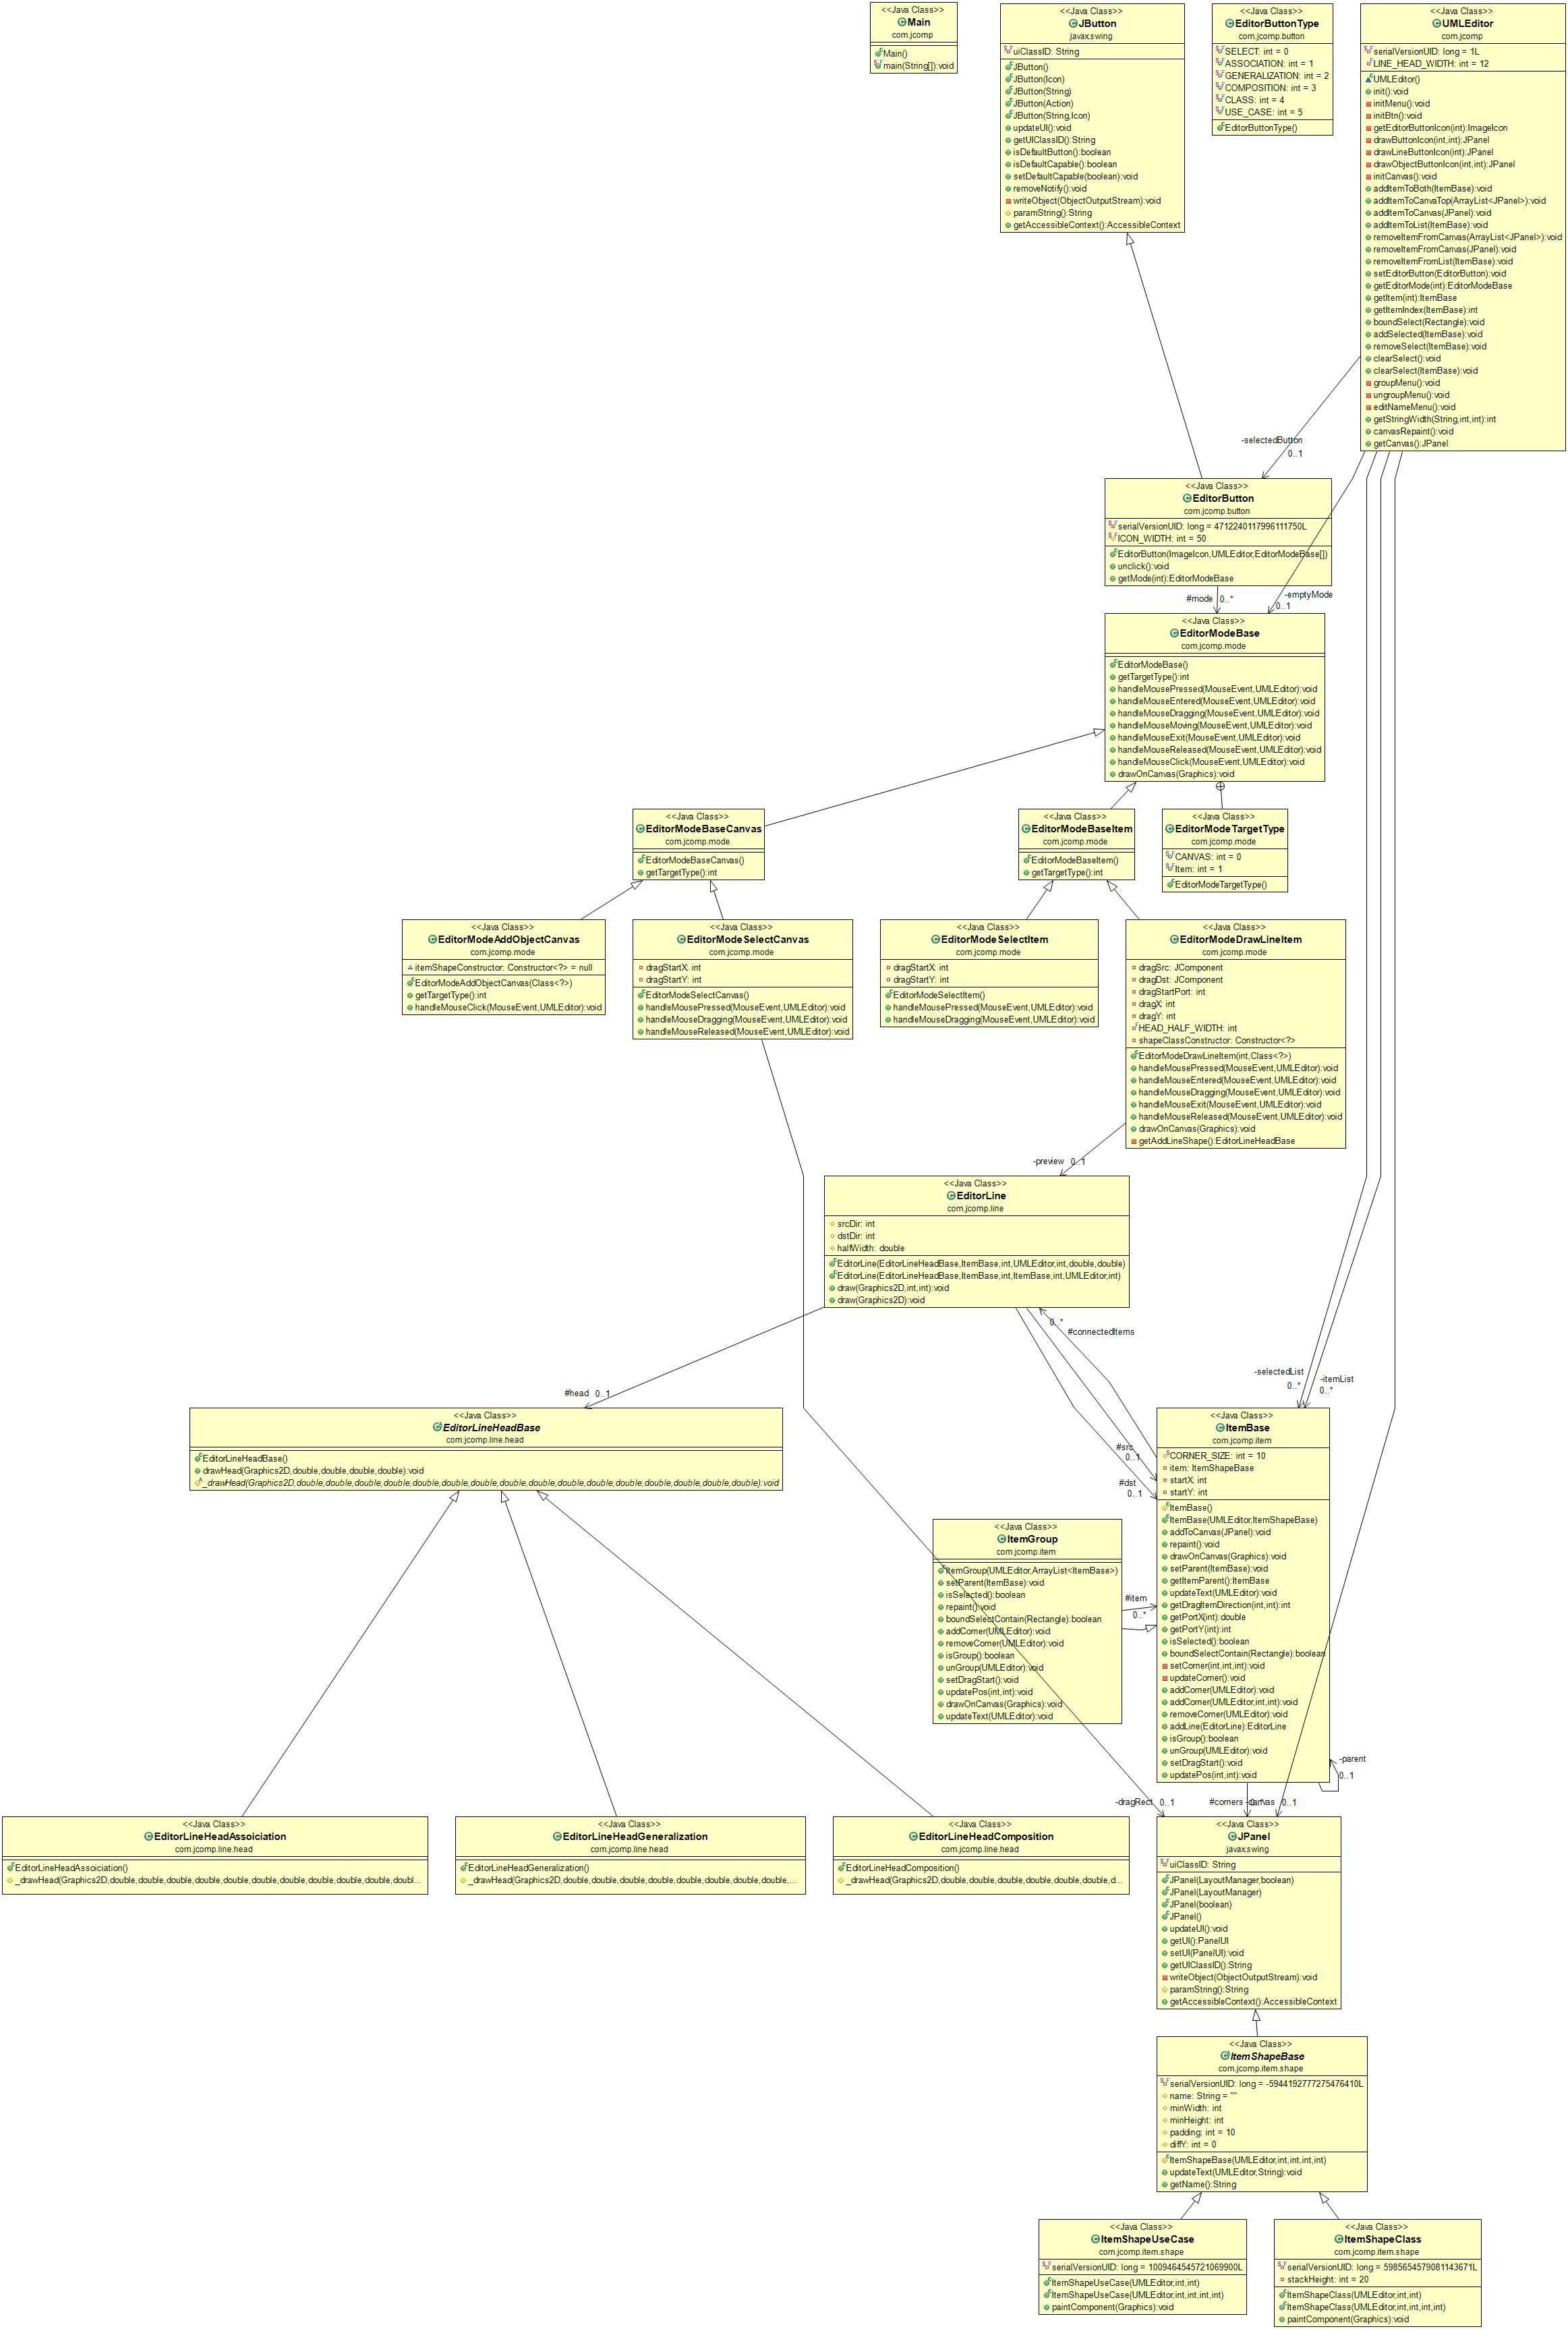 <<Java Class>>
Main
com.jcomp
Main()
main(String[]):void
<<Java Class>>
JButton
javax.swing
uiClassID: String
JButton()
JButton(Icon)
JButton(String)
JButton(Action)
JButton(String,Icon)
updateUI():void
getUIClassID():String
isDefaultButton():boolean
isDefaultCapable():boolean
setDefaultCapable(boolean):void
removeNotify():void
writeObject(ObjectOutputStream):void
paramString():String
getAccessibleContext():AccessibleContext
<<Java Class>>
EditorButtonType
com.jcomp.button
SELECT: int = 0
ASSOCIATION: int = 1
GENERALIZATION: int = 2
COMPOSITION: int = 3
CLASS: int = 4
USE_CASE: int = 5
EditorButtonType()
<<Java Class>>
UMLEditor
com.jcomp
serialVersionUID: long = 1L
LINE_HEAD_WIDTH: int = 12
UMLEditor()
init():void
initMenu():void
initBtn():void
getEditorButtonIcon(int):ImageIcon
drawButtonIcon(int,int):JPanel
drawLineButtonIcon(int):JPanel
drawObjectButtonIcon(int,int):JPanel
initCanvas():void
addItemToBoth(ItemBase):void
addItemToCanvaTop(ArrayList<JPanel>):void
addItemToCanvas(JPanel):void
addItemToList(ItemBase):void
removeItemFromCanvas(ArrayList<JPanel>):void
removeItemFromCanvas(JPanel):void
removeItemFromList(ItemBase):void
setEditorButton(EditorButton):void
getEditorMode(int):EditorModeBase
getItem(int):ItemBase
getItemIndex(ItemBase):int
boundSelect(Rectangle):void
addSelected(ItemBase):void
removeSelect(ItemBase):void
clearSelect():void
clearSelect(ItemBase):void
groupMenu():void
ungroupMenu():void
editNameMenu():void
getStringWidth(String,int,int):int
canvasRepaint():void
getCanvas():JPanel
-selectedButton
0..1
<<Java Class>>
EditorButton
com.jcomp.button
serialVersionUID: long = 4712240117996111750L
ICON_WIDTH: int = 50
EditorButton(ImageIcon,UMLEditor,EditorModeBase[])
unclick():void
getMode(int):EditorModeBase
#mode
0..*
-emptyMode
0..1
<<Java Class>>
EditorModeBase
com.jcomp.mode
EditorModeBase()
getTargetType():int
handleMousePressed(MouseEvent,UMLEditor):void
handleMouseEntered(MouseEvent,UMLEditor):void
handleMouseDragging(MouseEvent,UMLEditor):void
handleMouseMoving(MouseEvent,UMLEditor):void
handleMouseExit(MouseEvent,UMLEditor):void
handleMouseReleased(MouseEvent,UMLEditor):void
handleMouseClick(MouseEvent,UMLEditor):void
drawOnCanvas(Graphics):void
<<Java Class>>
EditorModeBaseCanvas
com.jcomp.mode
EditorModeBaseCanvas()
getTargetType():int
<<Java Class>>
EditorModeBaseItem
com.jcomp.mode
EditorModeBaseItem()
getTargetType():int
<<Java Class>>
EditorModeTargetType
com.jcomp.mode
CANVAS: int = 0
Item: int = 1
EditorModeTargetType()
<<Java Class>>
EditorModeAddObjectCanvas
com.jcomp.mode
itemShapeConstructor: Constructor<?> = null
EditorModeAddObjectCanvas(Class<?>)
getTargetType():int
handleMouseClick(MouseEvent,UMLEditor):void
<<Java Class>>
EditorModeSelectCanvas
com.jcomp.mode
dragStartX: int
dragStartY: int
EditorModeSelectCanvas()
handleMousePressed(MouseEvent,UMLEditor):void
handleMouseDragging(MouseEvent,UMLEditor):void
handleMouseReleased(MouseEvent,UMLEditor):void
<<Java Class>>
EditorModeSelectItem
com.jcomp.mode
dragStartX: int
dragStartY: int
EditorModeSelectItem()
handleMousePressed(MouseEvent,UMLEditor):void
handleMouseDragging(MouseEvent,UMLEditor):void
<<Java Class>>
EditorModeDrawLineItem
com.jcomp.mode
dragSrc: JComponent
dragDst: JComponent
dragStartPort: int
dragX: int
dragY: int
HEAD_HALF_WIDTH: int
shapeClassConstructor: Constructor<?>
EditorModeDrawLineItem(int,Class<?>)
handleMousePressed(MouseEvent,UMLEditor):void
handleMouseEntered(MouseEvent,UMLEditor):void
handleMouseDragging(MouseEvent,UMLEditor):void
handleMouseExit(MouseEvent,UMLEditor):void
handleMouseReleased(MouseEvent,UMLEditor):void
drawOnCanvas(Graphics):void
getAddLineShape():EditorLineHeadBase
-preview
0..1
<<Java Class>>
EditorLine
com.jcomp.line
srcDir: int
dstDir: int
halfWidth: double
EditorLine(EditorLineHeadBase,ItemBase,int,UMLEditor,int,double,double)
EditorLine(EditorLineHeadBase,ItemBase,int,ItemBase,int,UMLEditor,int)
draw(Graphics2D,int,int):void
draw(Graphics2D):void
0..*
#connectedItems
#head
0..1
-selectedList
0..*
-itemList
0..*
<<Java Class>>
EditorLineHeadBase
com.jcomp.line.head
EditorLineHeadBase()
drawHead(Graphics2D,double,double,double,double):void
_drawHead(Graphics2D,double,double,double,double,double,double,double,double,double,double,double,double,double,double,double,double):void
#src
0..1
#dst
0..1
<<Java Class>>
ItemBase
com.jcomp.item
CORNER_SIZE: int = 10
item: ItemShapeBase
startX: int
startY: int
ItemBase()
ItemBase(UMLEditor,ItemShapeBase)
addToCanvas(JPanel):void
repaint():void
drawOnCanvas(Graphics):void
setParent(ItemBase):void
getItemParent():ItemBase
updateText(UMLEditor):void
getDragItemDirection(int,int):int
getPortX(int):double
getPortY(int):int
isSelected():boolean
boundSelectContain(Rectangle):boolean
setCorner(int,int,int):void
updateCorner():void
addCorner(UMLEditor):void
addCorner(UMLEditor,int,int):void
removeCorner(UMLEditor):void
addLine(EditorLine):EditorLine
isGroup():boolean
unGroup(UMLEditor):void
setDragStart():void
updatePos(int,int):void
<<Java Class>>
ItemGroup
com.jcomp.item
ItemGroup(UMLEditor,ArrayList<ItemBase>)
setParent(ItemBase):void
isSelected():boolean
repaint():void
boundSelectContain(Rectangle):boolean
addCorner(UMLEditor):void
removeCorner(UMLEditor):void
isGroup():boolean
unGroup(UMLEditor):void
setDragStart():void
updatePos(int,int):void
drawOnCanvas(Graphics):void
updateText(UMLEditor):void
#item
0..*
-parent
0..1
-dragRect
0..1
#corners
-canvas
0..1
<<Java Class>>
EditorLineHeadAssoiciation
com.jcomp.line.head
EditorLineHeadAssoiciation()
_drawHead(Graphics2D,double,double,double,double,double,double,double,double,double,double,doubl...
<<Java Class>>
EditorLineHeadGeneralization
com.jcomp.line.head
EditorLineHeadGeneralization()
_drawHead(Graphics2D,double,double,double,double,double,double,double,double,...
<<Java Class>>
EditorLineHeadComposition
com.jcomp.line.head
EditorLineHeadComposition()
_drawHead(Graphics2D,double,double,double,double,double,double,d...
<<Java Class>>
JPanel
javax.swing
uiClassID: String
JPanel(LayoutManager,boolean)
JPanel(LayoutManager)
JPanel(boolean)
JPanel()
updateUI():void
getUI():PanelUI
setUI(PanelUI):void
getUIClassID():String
writeObject(ObjectOutputStream):void
paramString():String
getAccessibleContext():AccessibleContext
<<Java Class>>
ItemShapeBase
com.jcomp.item.shape
serialVersionUID: long = -5944192777275476410L
name: String = ""
minWidth: int
minHeight: int
padding: int = 10
diffY: int = 0
ItemShapeBase(UMLEditor,int,int,int,int)
updateText(UMLEditor,String):void
getName():String
<<Java Class>>
ItemShapeUseCase
com.jcomp.item.shape
serialVersionUID: long = 1009464545721069900L
ItemShapeUseCase(UMLEditor,int,int)
ItemShapeUseCase(UMLEditor,int,int,int,int)
paintComponent(Graphics):void
<<Java Class>>
ItemShapeClass
com.jcomp.item.shape
serialVersionUID: long = 5985654579081143671L
stackHeight: int = 20
ItemShapeClass(UMLEditor,int,int)
ItemShapeClass(UMLEditor,int,int,int,int)
paintComponent(Graphics):void